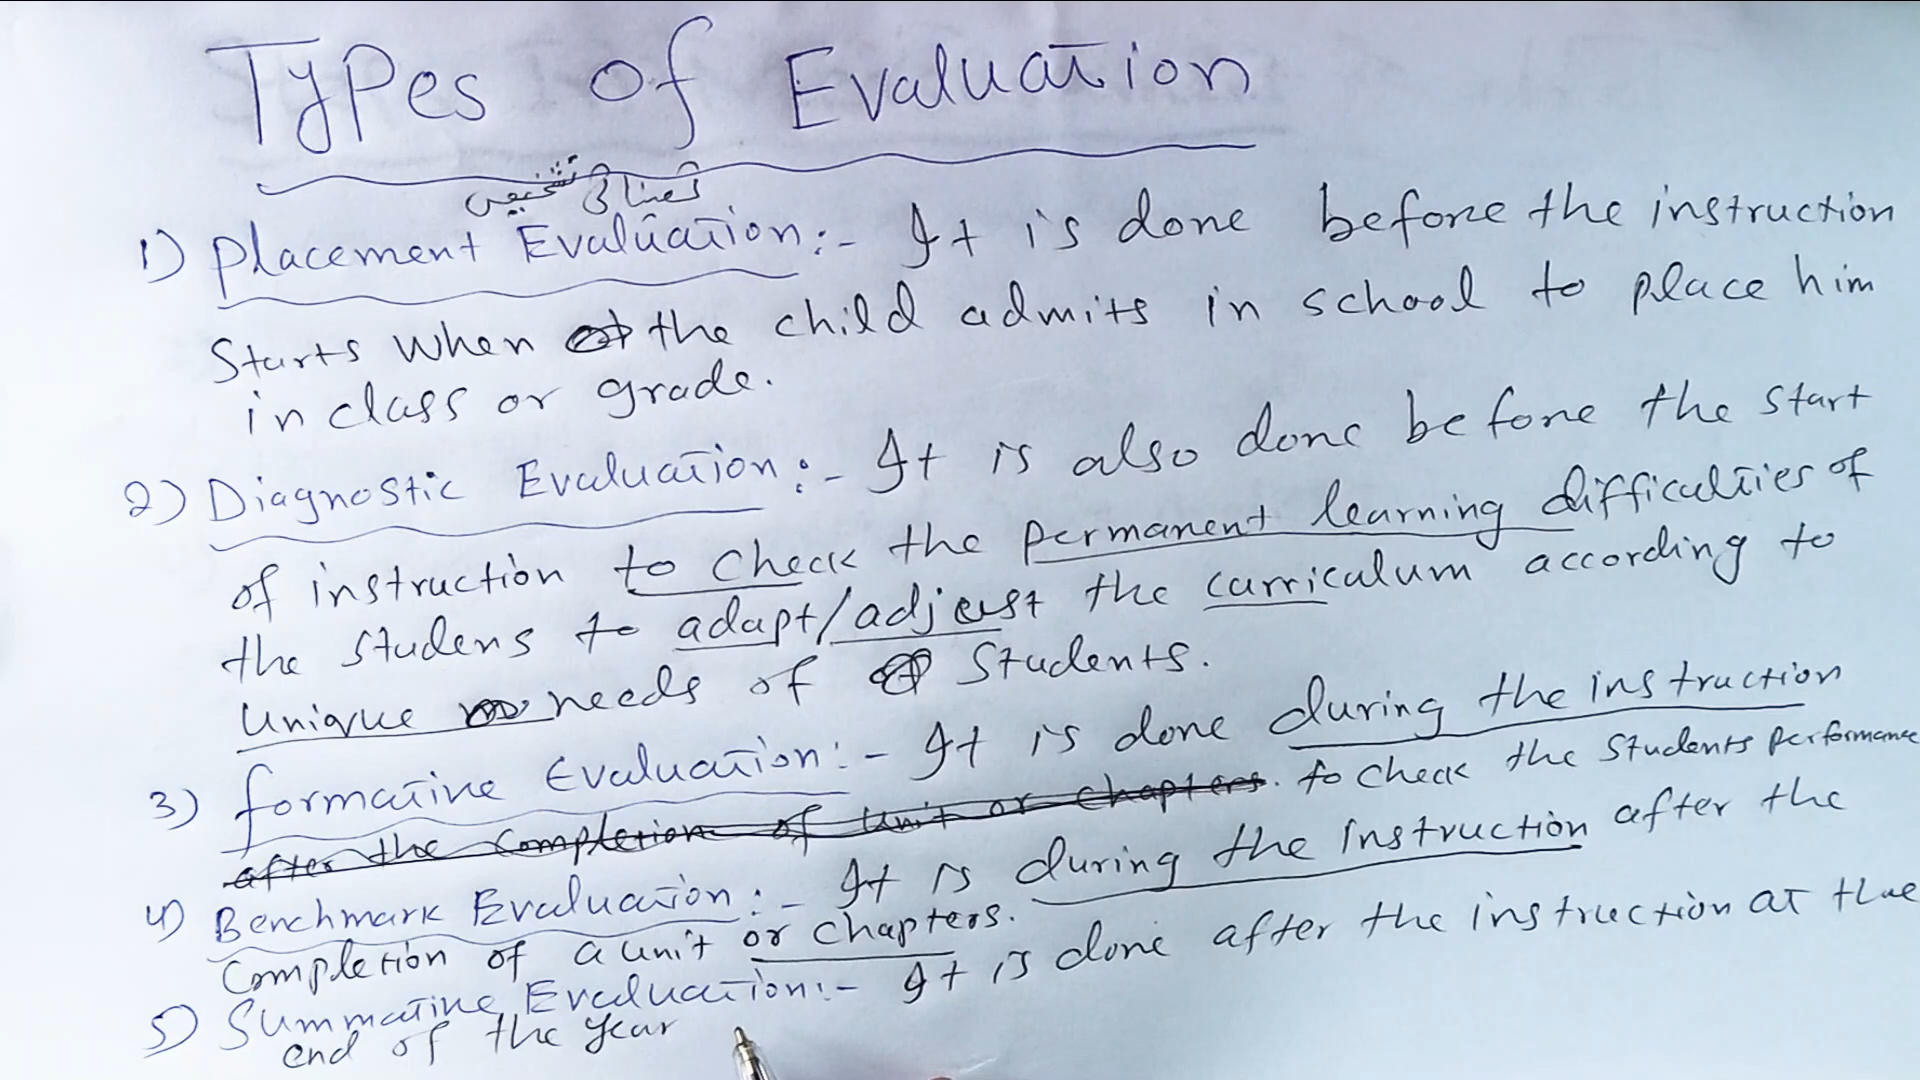 Types of Evaluation
1) Placement Evaluation:- It is done before the instruction
Starts when the child admits in school to place him
in class or grade.
2) Diagnostic Evaluation:- It is also done before the start
of instruction to check the permanent learning difficulties of
the studens to adapt/adjust the curriculum according to
unique needs of students.
3) formative Evaluation:- It is done during the instruction
after the completion of unit or chapters. to check the students performance
4) Benchmark Evaluation:- It is during the instruction after the
completion of a unit or chapters.
5) Summative Evaluation:- It is done after the instruction at the
end of the year